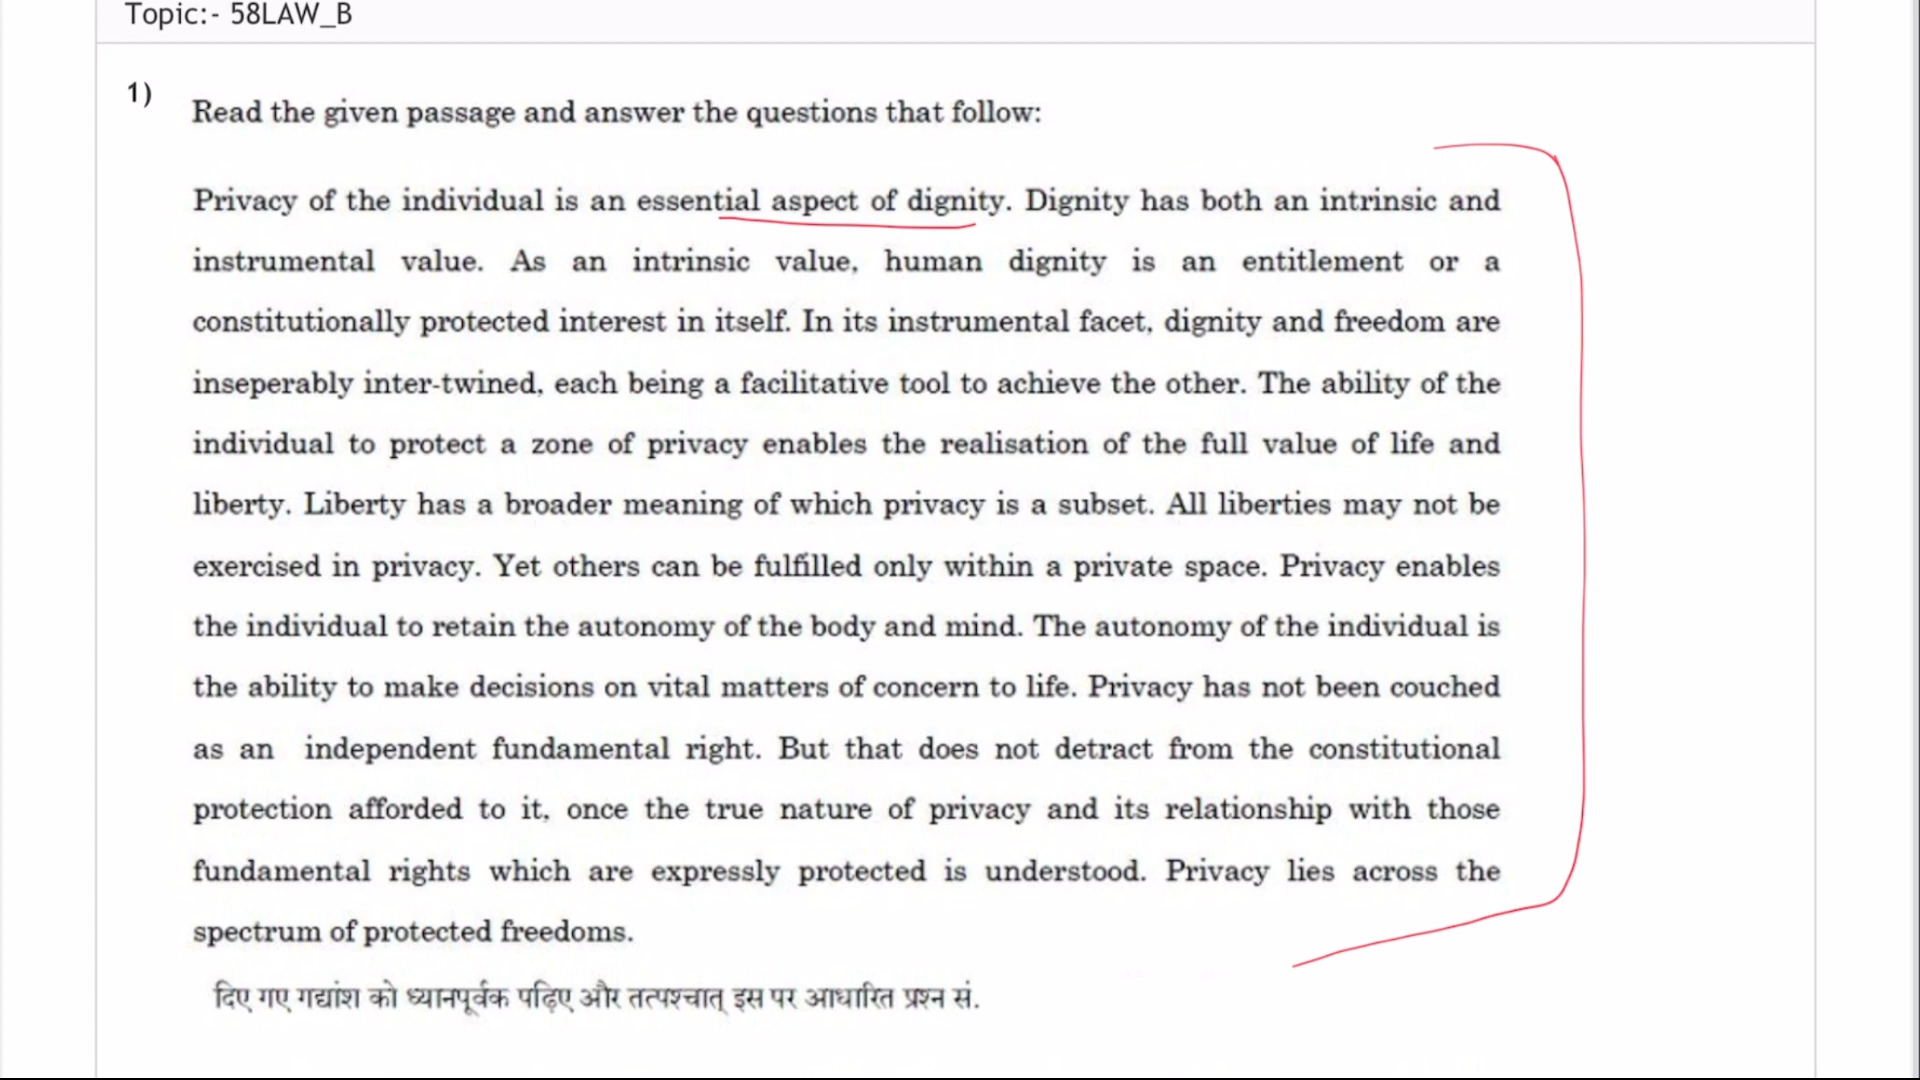 Topic:- 58LAW_B
1)
Read the given passage and answer the questions that follow:
Privacy of the individual is an essential aspect of dignity. Dignity has both an intrinsic and
instrumental value. As an intrinsic value, human dignity is an entitlement or a
constitutionally protected interest in itself. In its instrumental facet, dignity and freedom are
inseperably inter-twined, each being a facilitative tool to achieve the other. The ability of the
individual to protect a zone of privacy enables the realisation of the full value of life and
liberty. Liberty has a broader meaning of which privacy is a subset. All liberties may not be
exercised in privacy. Yet others can be fulfilled only within a private space. Privacy enables
the individual to retain the autonomy of the body and mind. The autonomy of the individual is
the ability to make decisions on vital matters of concern to life. Privacy has not been couched
as an independent fundamental right. But that does not detract from the constitutional
protection afforded to it, once the true nature of privacy and its relationship with those
fundamental rights which are expressly protected is understood. Privacy lies across the
spectrum of protected freedoms.
दिए गए गद्यांश को ध्यानपूर्वक पढ़िए और तत्पश्चात् इस पर आधारित प्रश्न सं.